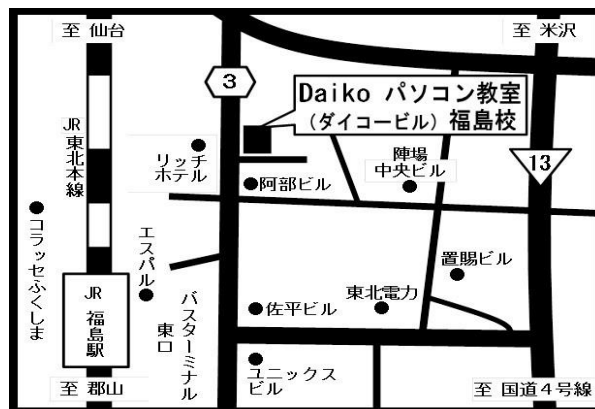 至 仙台
至 米沢
3
Daiko パソコン教室
（ダイコービル）福島校
JR東北本線
リッチ
ホテル
阿部ビル
陣場
中央ビル
13
コラッセふくしま
エスパル
置賜ビル
JR
福島駅
バスターミナル
東口
佐平ビル
東北電力
ユニックス
ビル
至 郡山
至 国道４号線